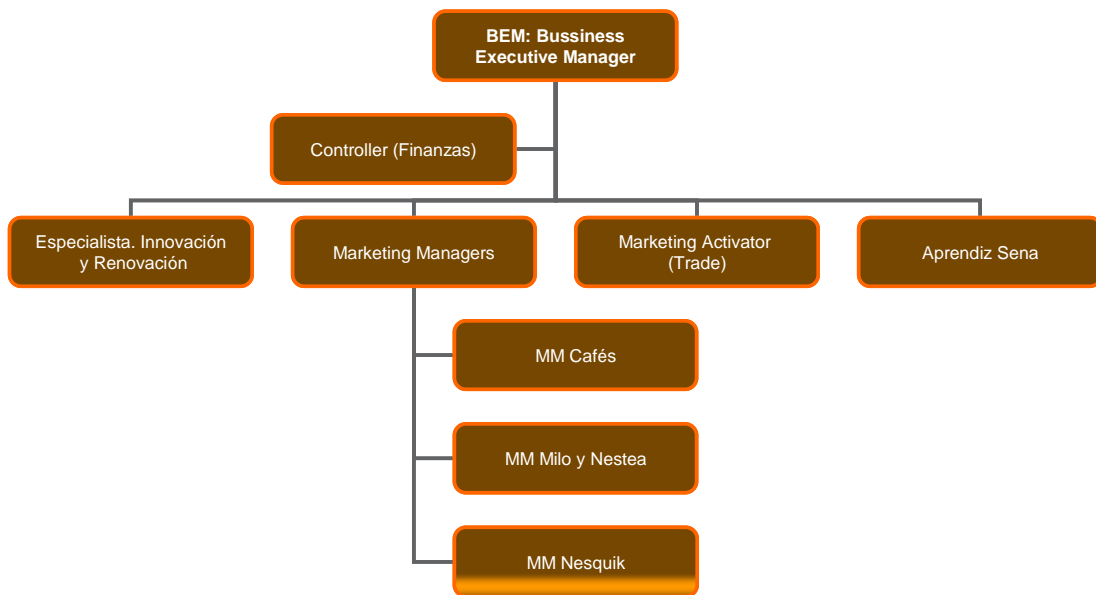 BEM: Bussiness
Executive Manager
Controller (Finanzas)
Especialista. Innovación
y Renovación
Marketing Managers
Marketing Activator
(Trade)
Aprendiz Sena
MM Cafés
MM Milo y Nestea
MM Nesquik